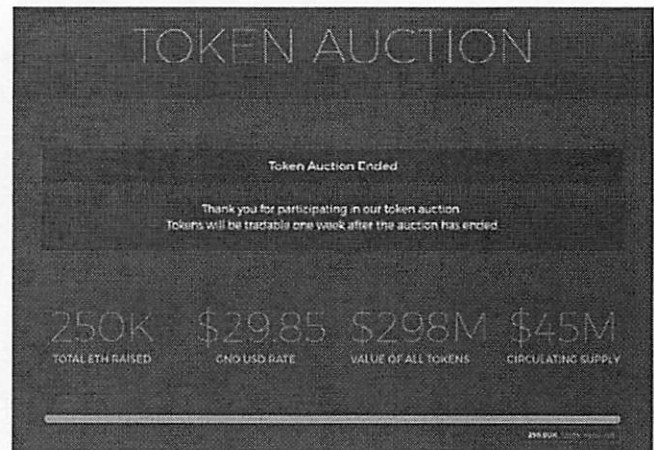 TOKEN AUCTION
Token Auction Ended
Thank you for participating in our token auction.
Tokens will be tradable one week after the auction has ended
250K $29.85 $298M $45M
TOTAL ETH RAISED GNO USD RATE VALUE OF ALL TOKENS CIRCULATING SUPPLY